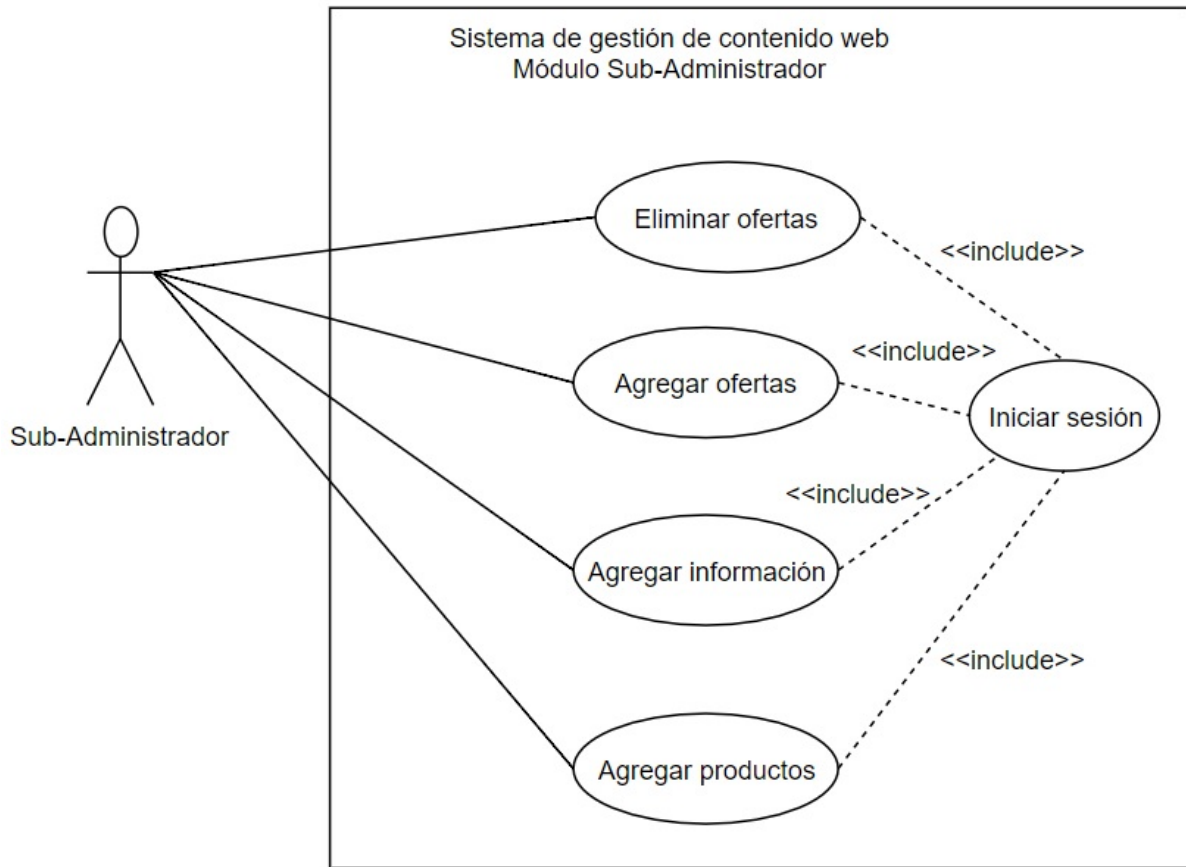 Sistema de gestión de contenido web
Módulo Sub-Administrador
Eliminar ofertas
<<include>>
Agregar ofertas
<<include>>
Iniciar sesión
Sub-Administrador
<<include>>
Agregar información
<<include>>
Agregar productos